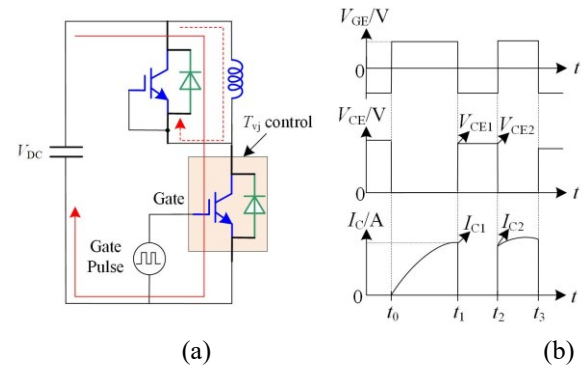 V_DC
T_vj control
Gate
Gate
Pulse
(a)
V_GE/V
0
t
V_CE/V
V_CE1
V_CE2
0
t
I_C/A
I_C1
I_C2
0
t_0
t_1
t_2
t_3
t
(b)